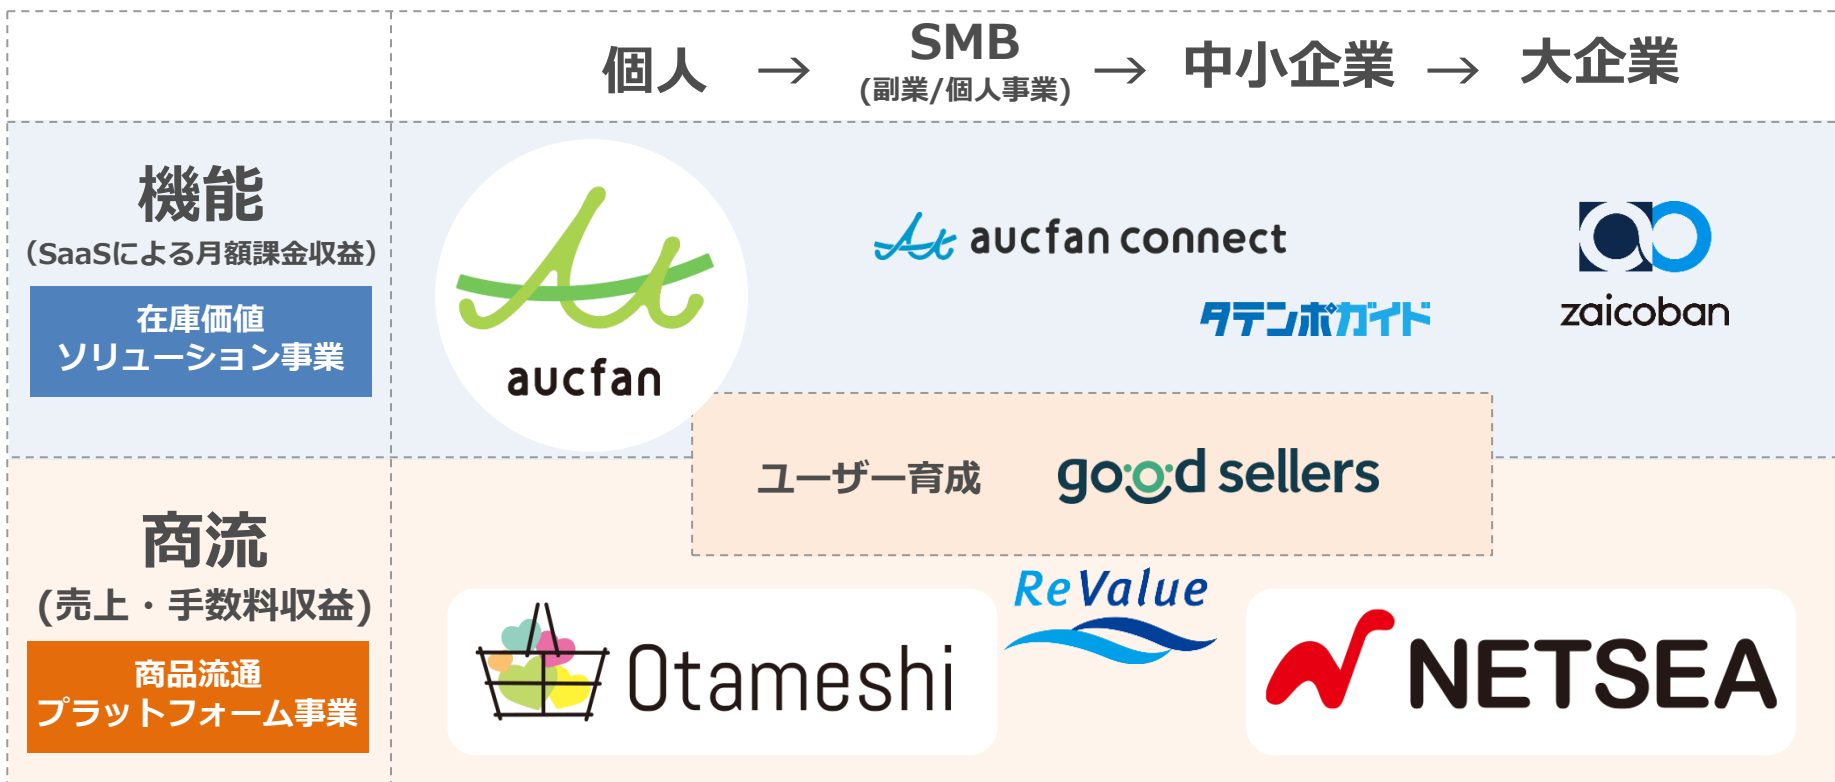 個人 → SMB → 中小企業 → 大企業
(副業/個人事業)
機能
（SaaSによる月額課金収益）
在庫価値
ソリューション事業
aucfan
aucfan connect
タテンポガイド
zaicoban
ユーザー育成 good sellers
商流
(売上・手数料収益)
商品流通
プラットフォーム事業
Otameshi
ReValue
NETSEA